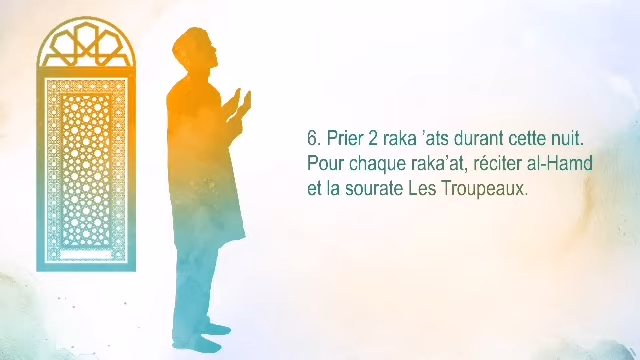 6. Prier 2 raka ’ats durant cette nuit.
Pour chaque raka’at, réciter al-Hamd
et la sourate Les Troupeaux.